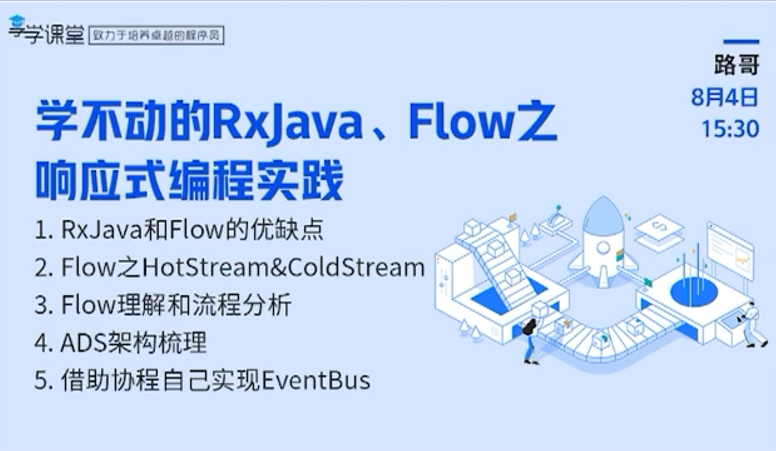 享学课堂 致力于培养卓越的程序员
路哥
8月4日
15:30
学不动的RxJava、Flow之
响应式编程实践
1. RxJava和Flow的优缺点
2. Flow之HotStream&ColdStream
3. Flow理解和流程分析
4. ADS架构梳理
5. 借助协程自己实现EventBus